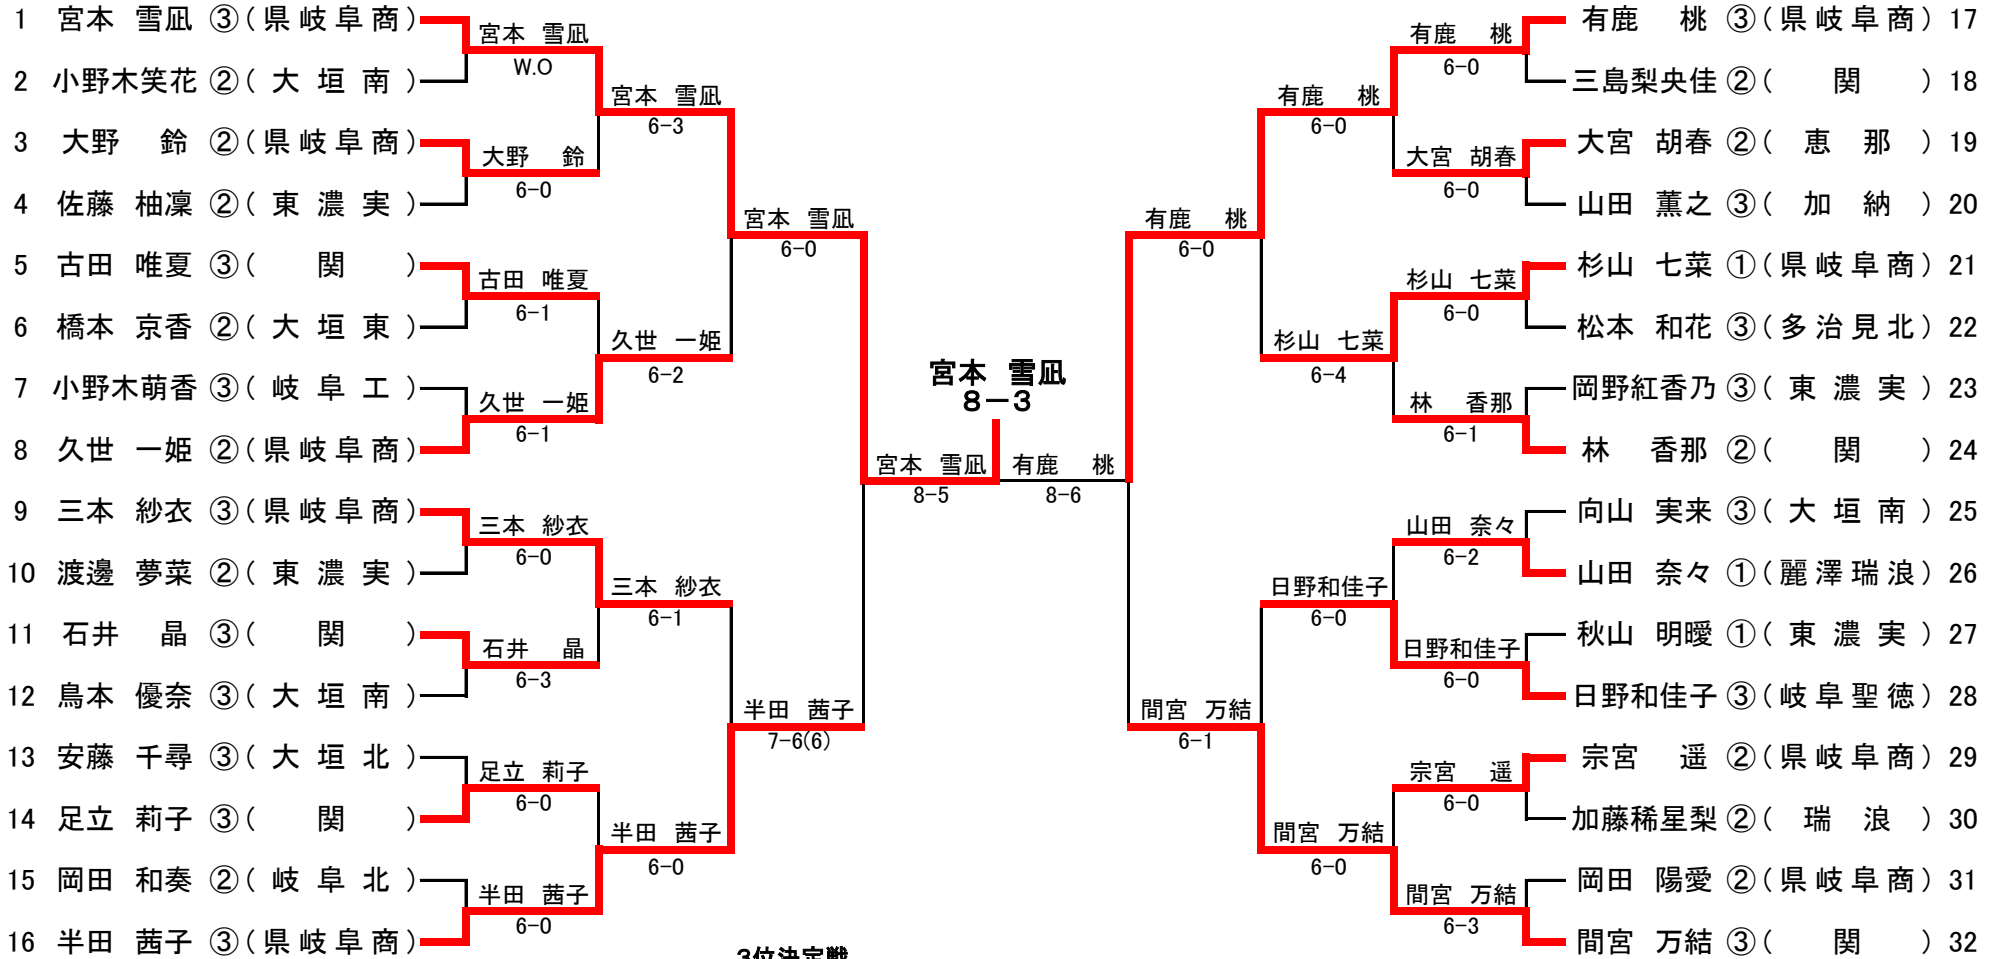 1 宮本 雪凪 ③(県岐阜商)
2 小野木笑花 ②(大垣南)
3 大野 鈴 ②(県岐阜商)
4 佐藤 柚凜 ②(東濃実)
5 古田 唯夏 ③(関)
6 橋本 京香 ②(大垣東)
7 小野木萌香 ③(岐阜工)
8 久世 一姫 ②(県岐阜商)
9 三本 紗衣 ③(県岐阜商)
10 渡邊 夢菜 ②(東濃実)
11 石井 晶 ③(関)
12 鳥本 優奈 ③(大垣南)
13 安藤 千尋 ③(大垣北)
14 足立 莉子 ③(関)
15 岡田 和奏 ②(岐阜北)
16 半田 茜子 ③(県岐阜商)
宮本 雪凪
W.O
大野 鈴
6-0
古田 唯夏
6-1
久世 一姫
6-1
三本 紗衣
6-0
石井 晶
6-3
足立 莉子
6-0
半田 茜子
6-0
宮本 雪凪
6-3
久世 一姫
6-2
三本 紗衣
6-1
半田 茜子
6-0
宮本 雪凪
6-0
半田 茜子
7-6(6)
宮本 雪凪
8-5
宮本 雪凪
8-3
有鹿 桃
8-6
有鹿 桃
6-0
間宮 万結
6-1
有鹿 桃
6-0
杉山 七菜
6-4
日野和佳子
6-0
間宮 万結
6-0
有鹿 桃
6-0
大宮 胡春
6-0
杉山 七菜
6-0
林 香那
6-1
山田 奈々
6-2
日野和佳子
6-0
宗宮 遥
6-0
間宮 万結
6-3
有鹿 桃 ③(県岐阜商) 17
三島梨央佳 ②(関) 18
大宮 胡春 ②(恵那) 19
山田 薫之 ③(加納) 20
杉山 七菜 ①(県岐阜商) 21
松本 和花 ③(多治見北) 22
岡野紅香乃 ③(東濃実) 23
林 香那 ②(関) 24
向山 実来 ③(大垣南) 25
山田 奈々 ①(麗澤瑞浪) 26
秋山 明曖 ①(東濃実) 27
日野和佳子 ③(岐阜聖徳) 28
宗宮 遥 ②(県岐阜商) 29
加藤稀星梨 ②(瑞浪) 30
岡田 陽愛 ②(県岐阜商) 31
間宮 万結 ③(関) 32
3位決定戦